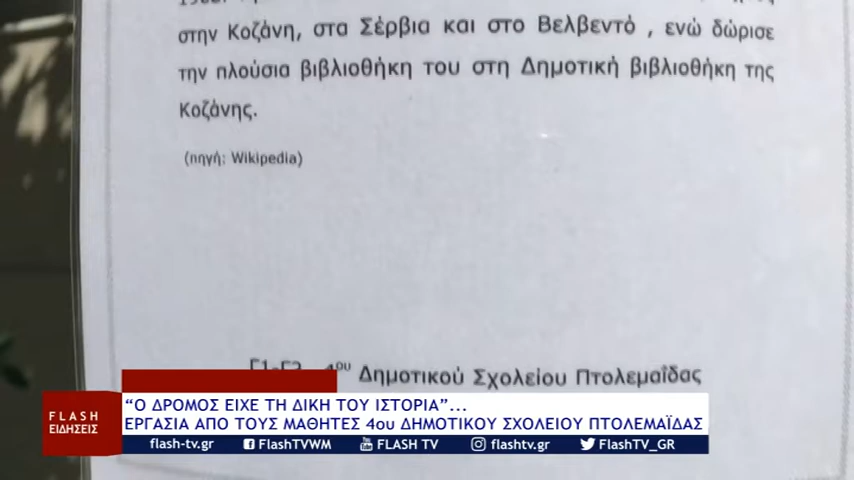 στην Κοζάνη, στα Σέρβια και στο Βελβεντό , ενώ δώρισε
την πλούσια βιβλιοθήκη του στη Δημοτική βιβλιοθήκη της
Κοζάνης.
(πηγή: Wikipedia)
4ου Δημοτικού Σχολείου Πτολεμαΐδας
FLASH
ΕΙΔΗΣΕΙΣ
“Ο ΔΡΟΜΟΣ ΕΙΧΕ ΤΗ ΔΙΚΗ ΤΟΥ ΙΣΤΟΡΙΑ”...
ΕΡΓΑΣΙΑ ΑΠΟ ΤΟΥΣ ΜΑΘΗΤΕΣ 4ου ΔΗΜΟΤΙΚΟΥ ΣΧΟΛΕΙΟΥ ΠΤΟΛΕΜΑΪΔΑΣ
flash-tv.gr FlashTVWM FLASH TV flashtv.gr FlashTV_GR